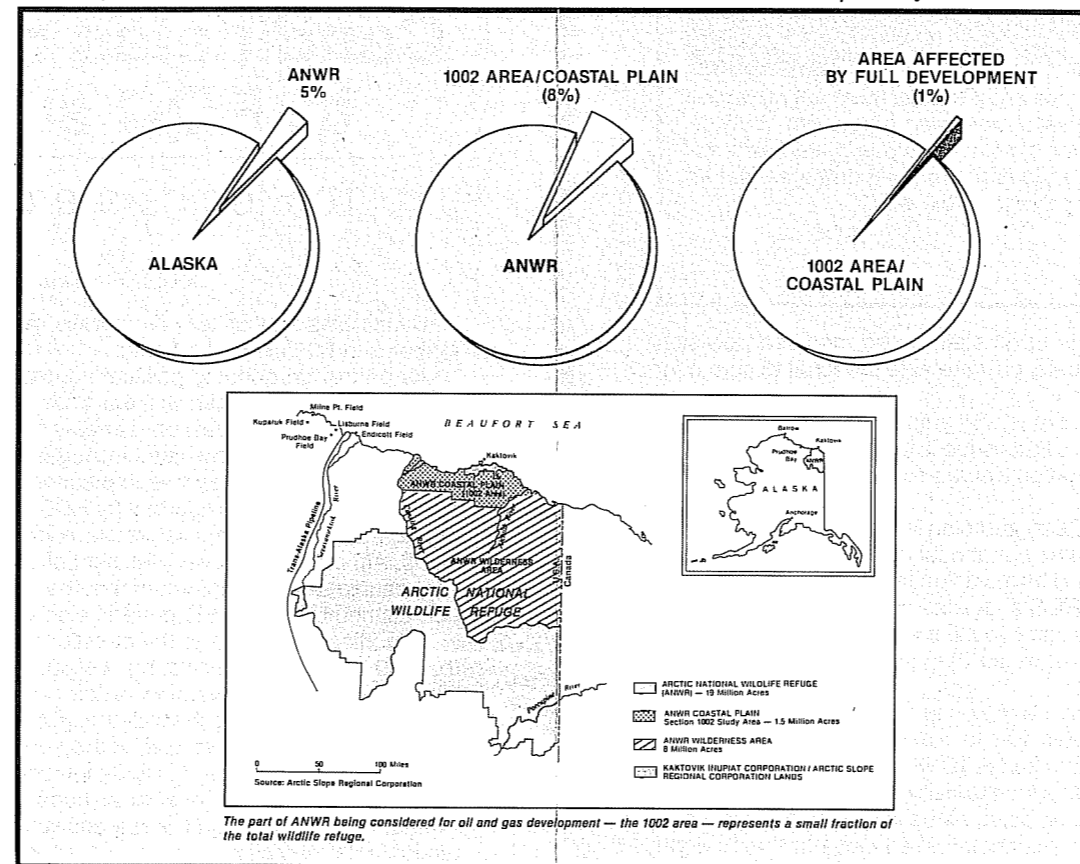 ANWR
5%
1002 AREA/COASTAL PLAIN
(8%)
AREA AFFECTED
BY FULL DEVELOPMENT
(1%)
ALASKA
ANWR
1002 AREA/
COASTAL PLAIN
Milne Pt. Field
Kuparuk Field
Lisburne Field
Prudhoe Bay
Field
Endicott Field
BEAUFORT SEA
Kaktovik
ANWR COASTAL PLAIN
(1002 Area)
Trans-Alaska Pipeline
River
ANWR WILDERNESS
AREA
U.S.A.
Canada
ARCTIC NATIONAL
WILDLIFE REFUGE
Porcupine River
Barrow
Kaktovik
Prudhoe
Bay
ANWR
ALASKA
Anchorage
ARCTIC NATIONAL WILDLIFE REFUGE
(ANWR) — 19 Million Acres
ANWR COASTAL PLAIN
Section 1002 Study Area — 1.5 Million Acres
ANWR WILDERNESS AREA
8 Million Acres
KAKTOVIK INUPIAT CORPORATION / ARCTIC SLOPE
REGIONAL CORPORATION LANDS
0 50 100 Miles
Source: Arctic Slope Regional Corporation
The part of ANWR being considered for oil and gas development — the 1002 area — represents a small fraction of
the total wildlife refuge.